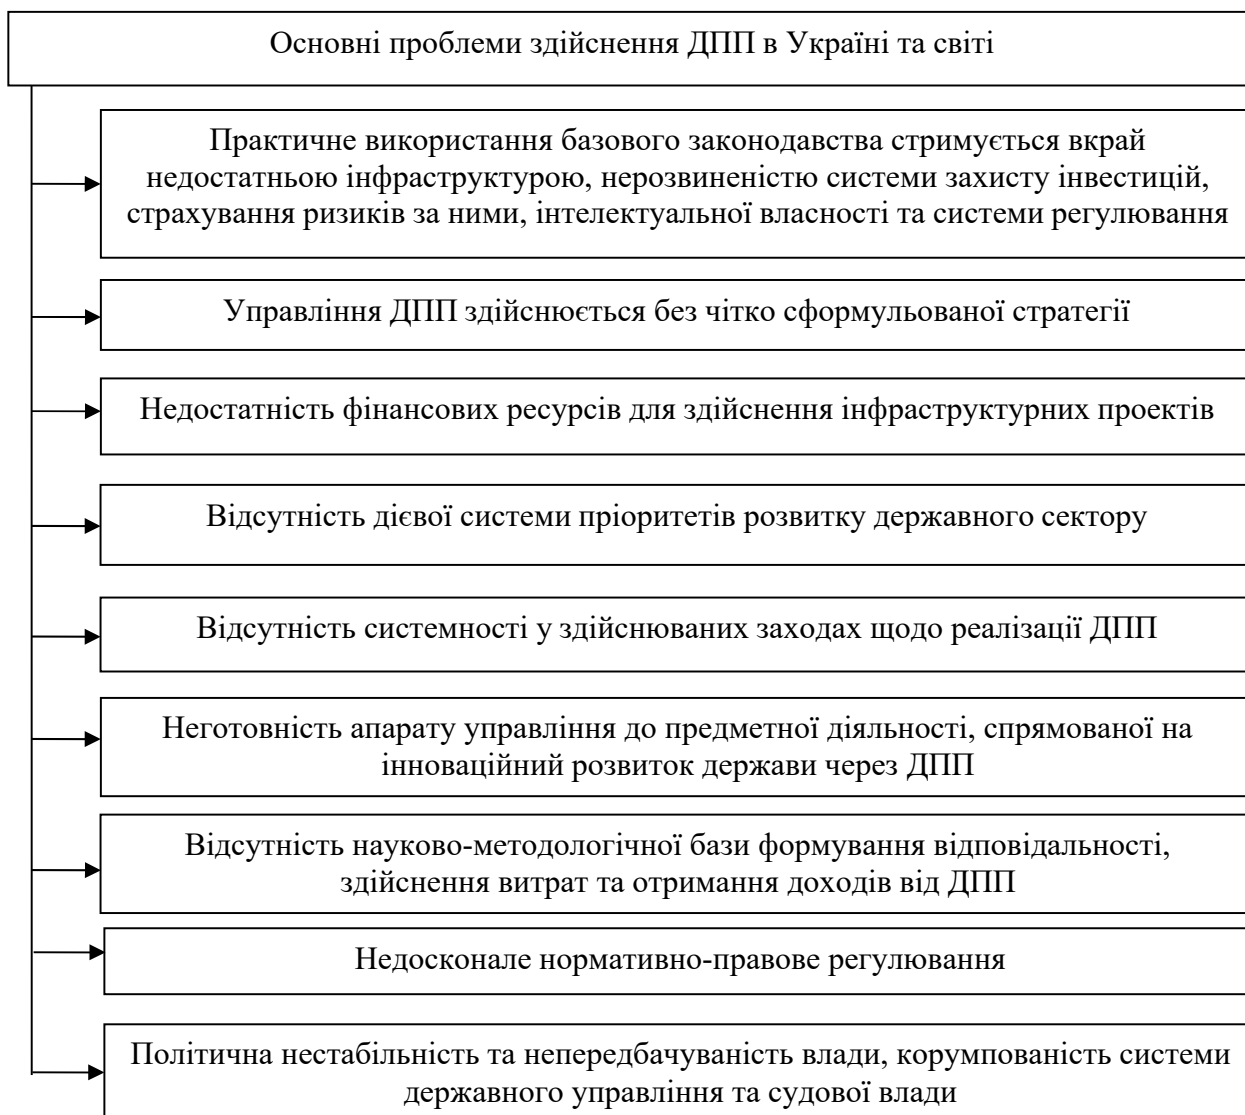 Основні проблеми здійснення ДПП в Україні та світі
Практичне використання базового законодавства стримується вкрай
недостатньою інфраструктурою, нерозвиненістю системи захисту інвестицій,
страхування ризиків за ними, інтелектуальної власності та системи регулювання
Управління ДПП здійснюється без чітко сформульованої стратегії
Недостатність фінансових ресурсів для здійснення інфраструктурних проектів
Відсутність дієвої системи пріоритетів розвитку державного сектору
Відсутність системності у здійснюваних заходах щодо реалізації ДПП
Неготовність апарату управління до предметної діяльності, спрямованої на
інноваційний розвиток держави через ДПП
Відсутність науково-методологічної бази формування відповідальності,
здійснення витрат та отримання доходів від ДПП
Недосконале нормативно-правове регулювання
Політична нестабільність та непередбачуваність влади, корумпованість системи
державного управління та судової влади